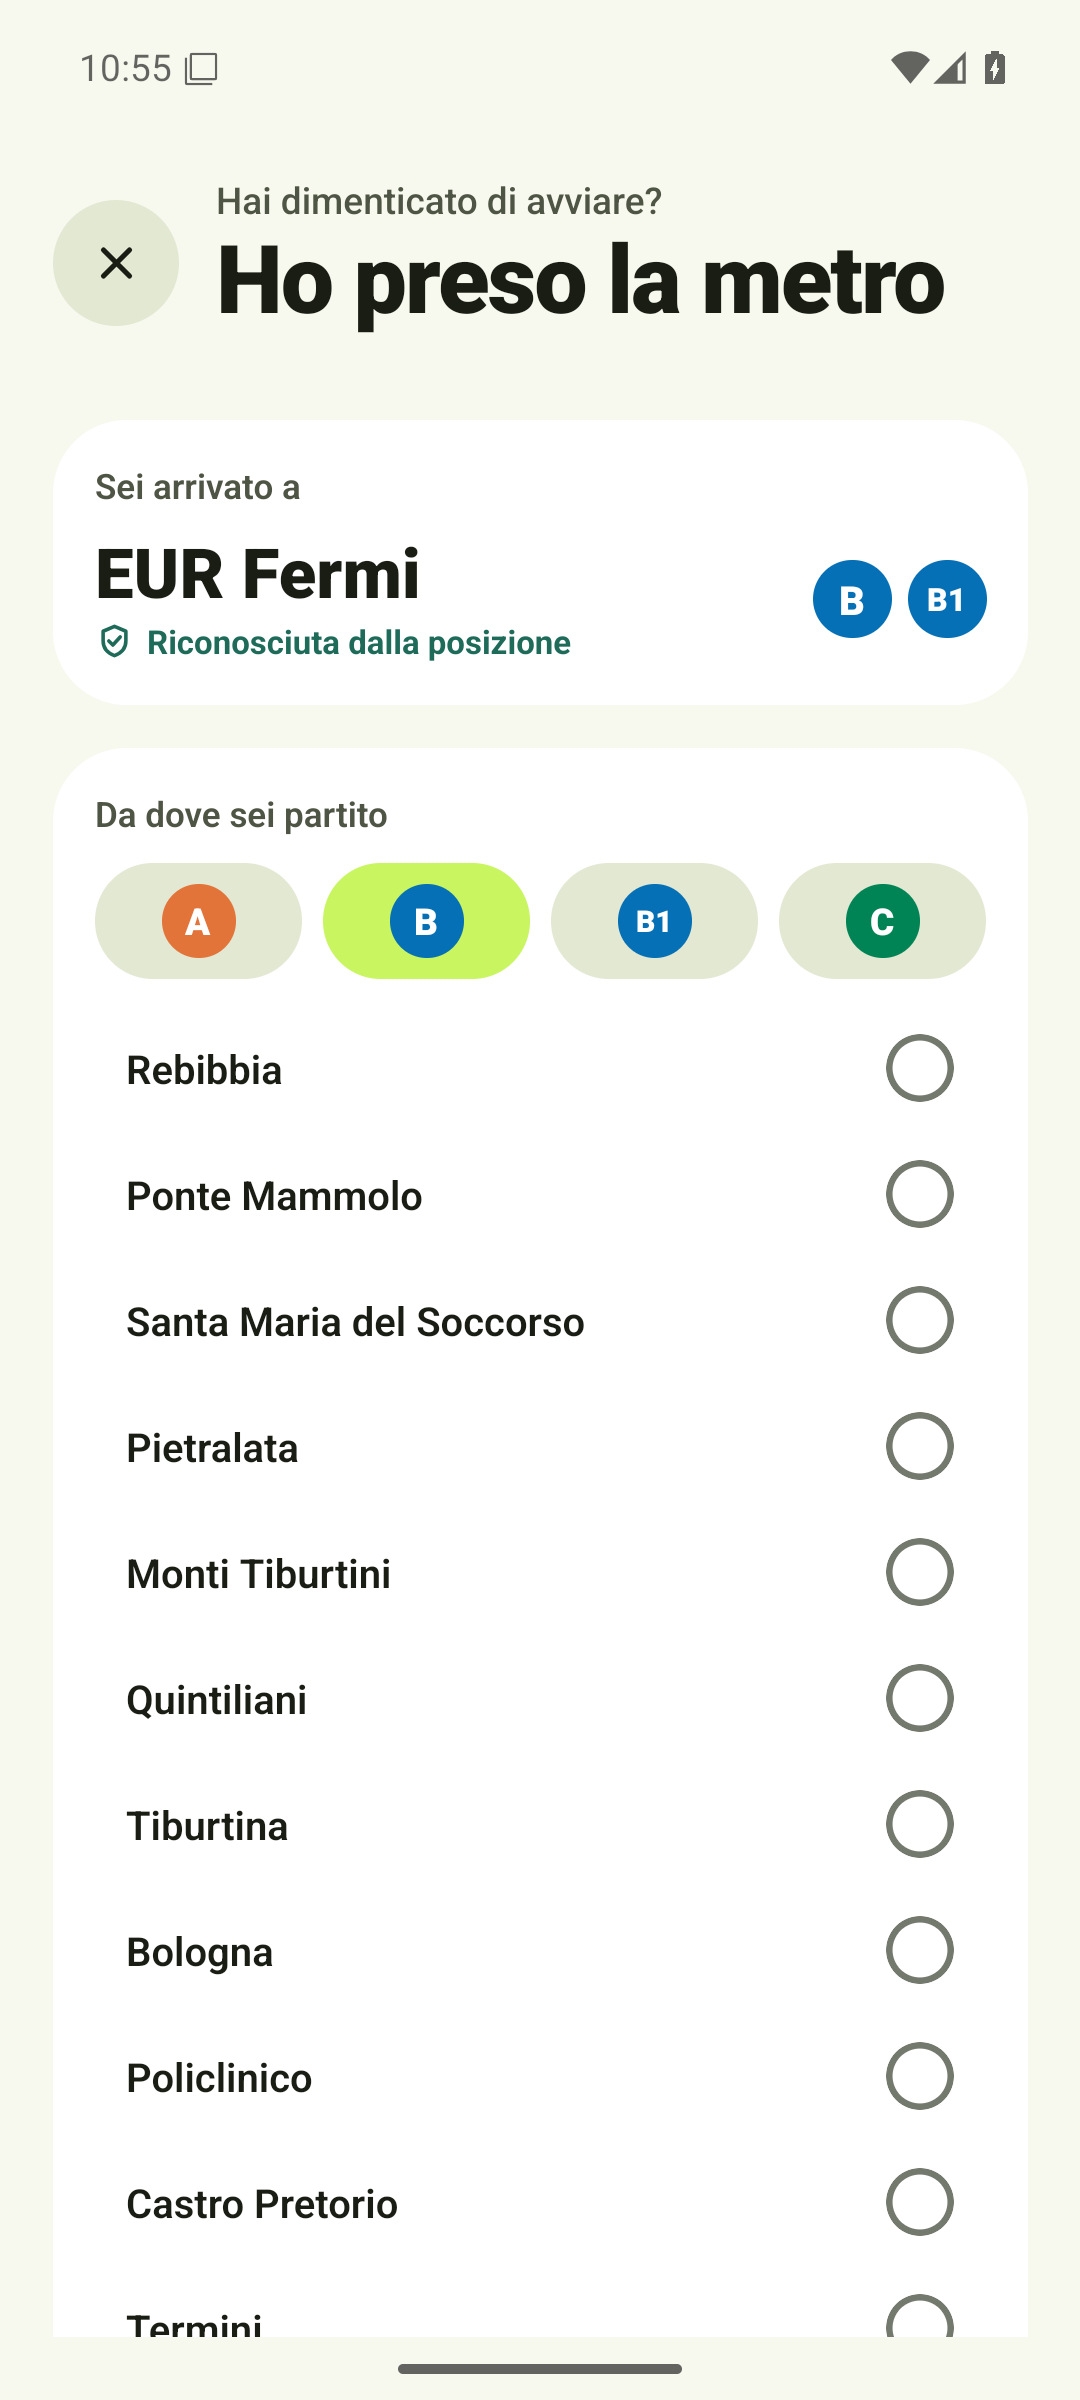 10:55
Hai dimenticato di avviare?
Ho preso la metro
Sei arrivato a
EUR Fermi
B B1
Riconosciuta dalla posizione
Da dove sei partito
A B B1 C
Rebibbia
Ponte Mammolo
Santa Maria del Soccorso
Pietralata
Monti Tiburtini
Quintiliani
Tiburtina
Bologna
Policlinico
Castro Pretorio
Termini